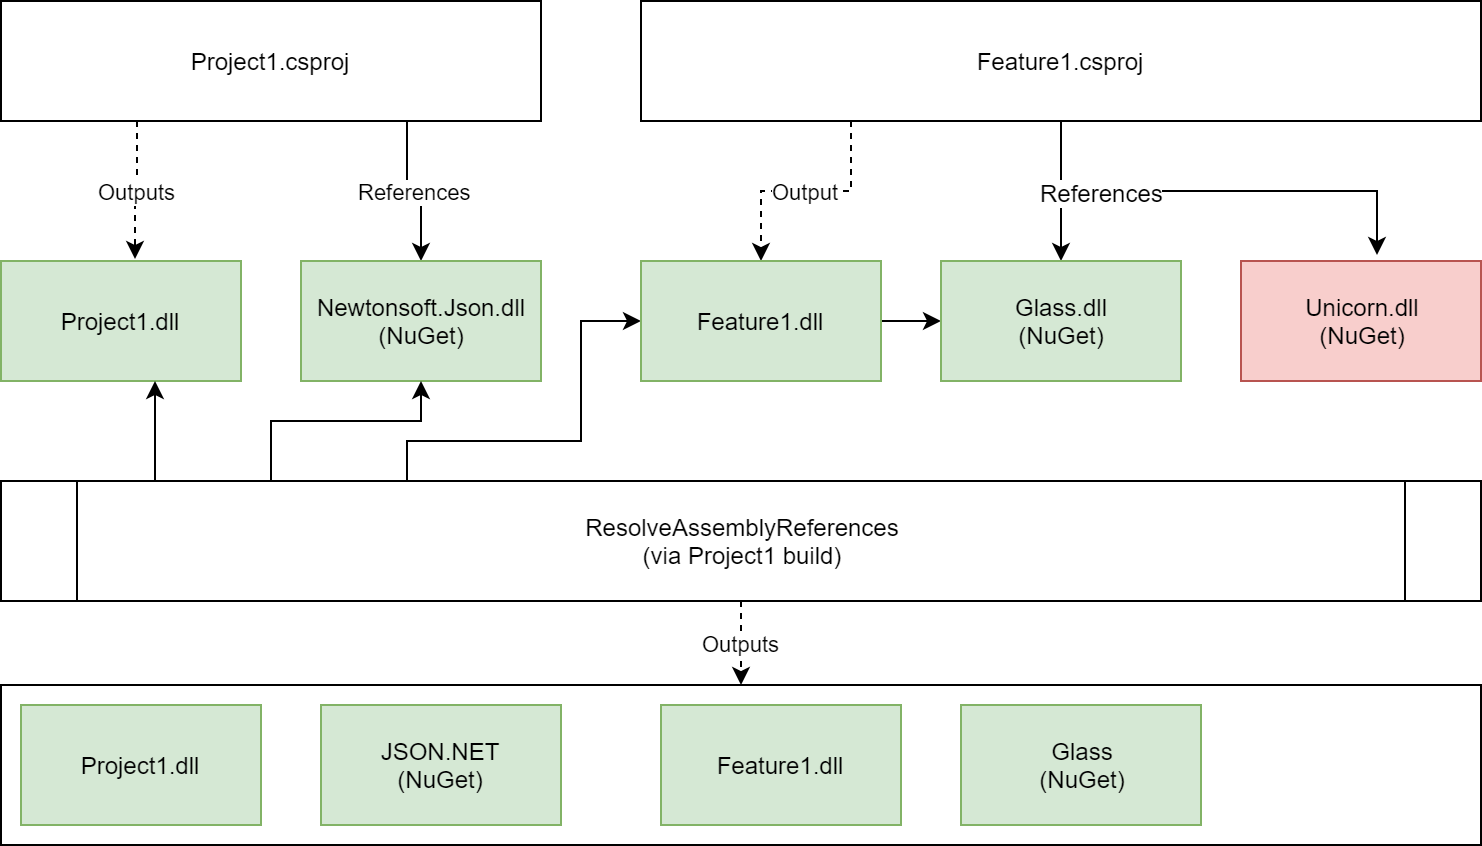 Project1.csproj
Feature1.csproj
Outputs
References
Output
References
Project1.dll
Newtonsoft.Json.dll
(NuGet)
Feature1.dll
Glass.dll
(NuGet)
Unicorn.dll
(NuGet)
ResolveAssemblyReferences
(via Project1 build)
Outputs
Project1.dll
JSON.NET
(NuGet)
Feature1.dll
Glass
(NuGet)